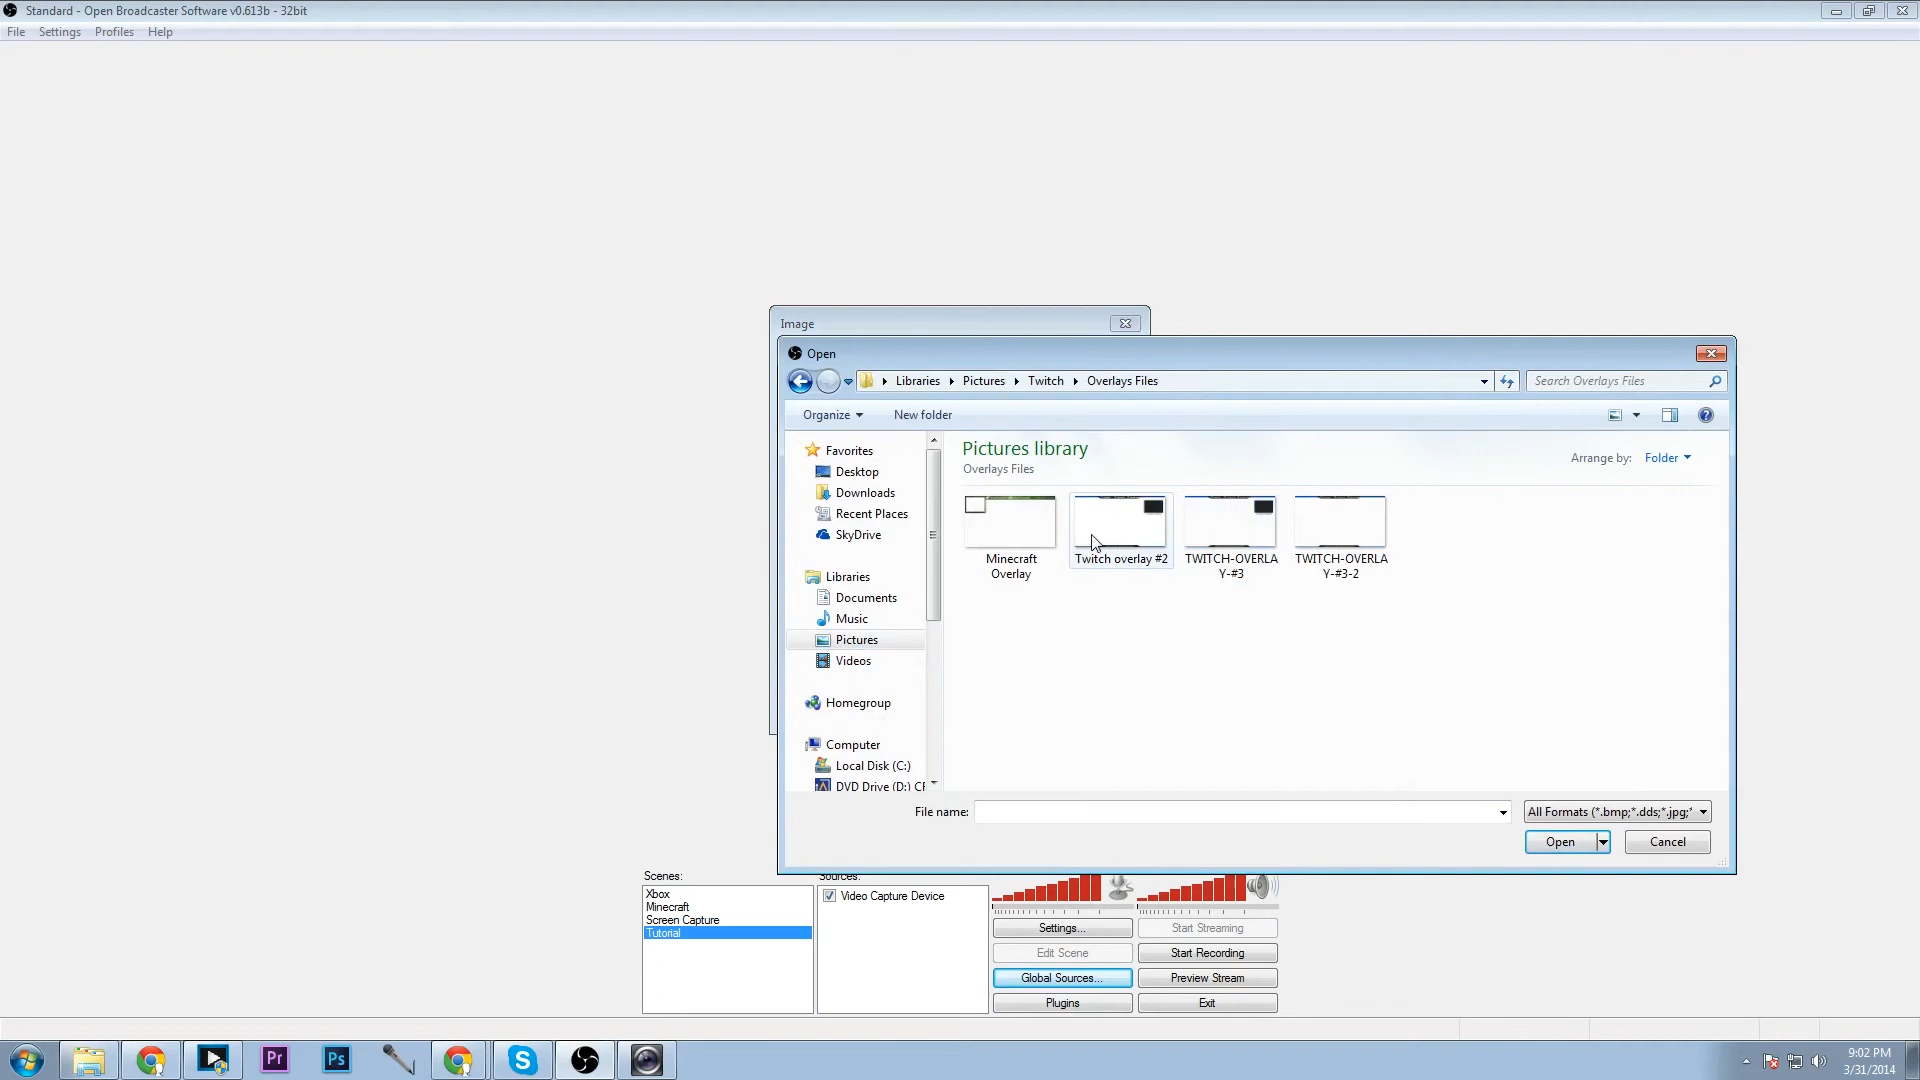 Standard - Open Broadcaster Software v0.613b - 32bit
File Settings Profiles Help
Image
Open
Libraries Pictures Twitch Overlays Files
Search Overlays Files
Organize New folder
Favorites
Desktop
Downloads
Recent Places
SkyDrive
Libraries
Documents
Music
Pictures
Videos
Homegroup
Computer
Local Disk (C:)
DVD Drive (D:) CF
Pictures library
Overlays Files
Arrange by: Folder
Minecraft
Overlay
Twitch overlay #2
TWITCH-OVERLA
Y-#3
TWITCH-OVERLA
Y-#3-2
File name:
All Formats (*.bmp;*.dds;*.jpg;*
Open Cancel
Scenes:
Xbox
Minecraft
Screen Capture
Tutorial
Sources:
Video Capture Device
Settings...
Start Streaming
Edit Scene
Start Recording
Global Sources...
Preview Stream
Plugins
Exit
Pr
Ps
9:02 PM
3/31/2014